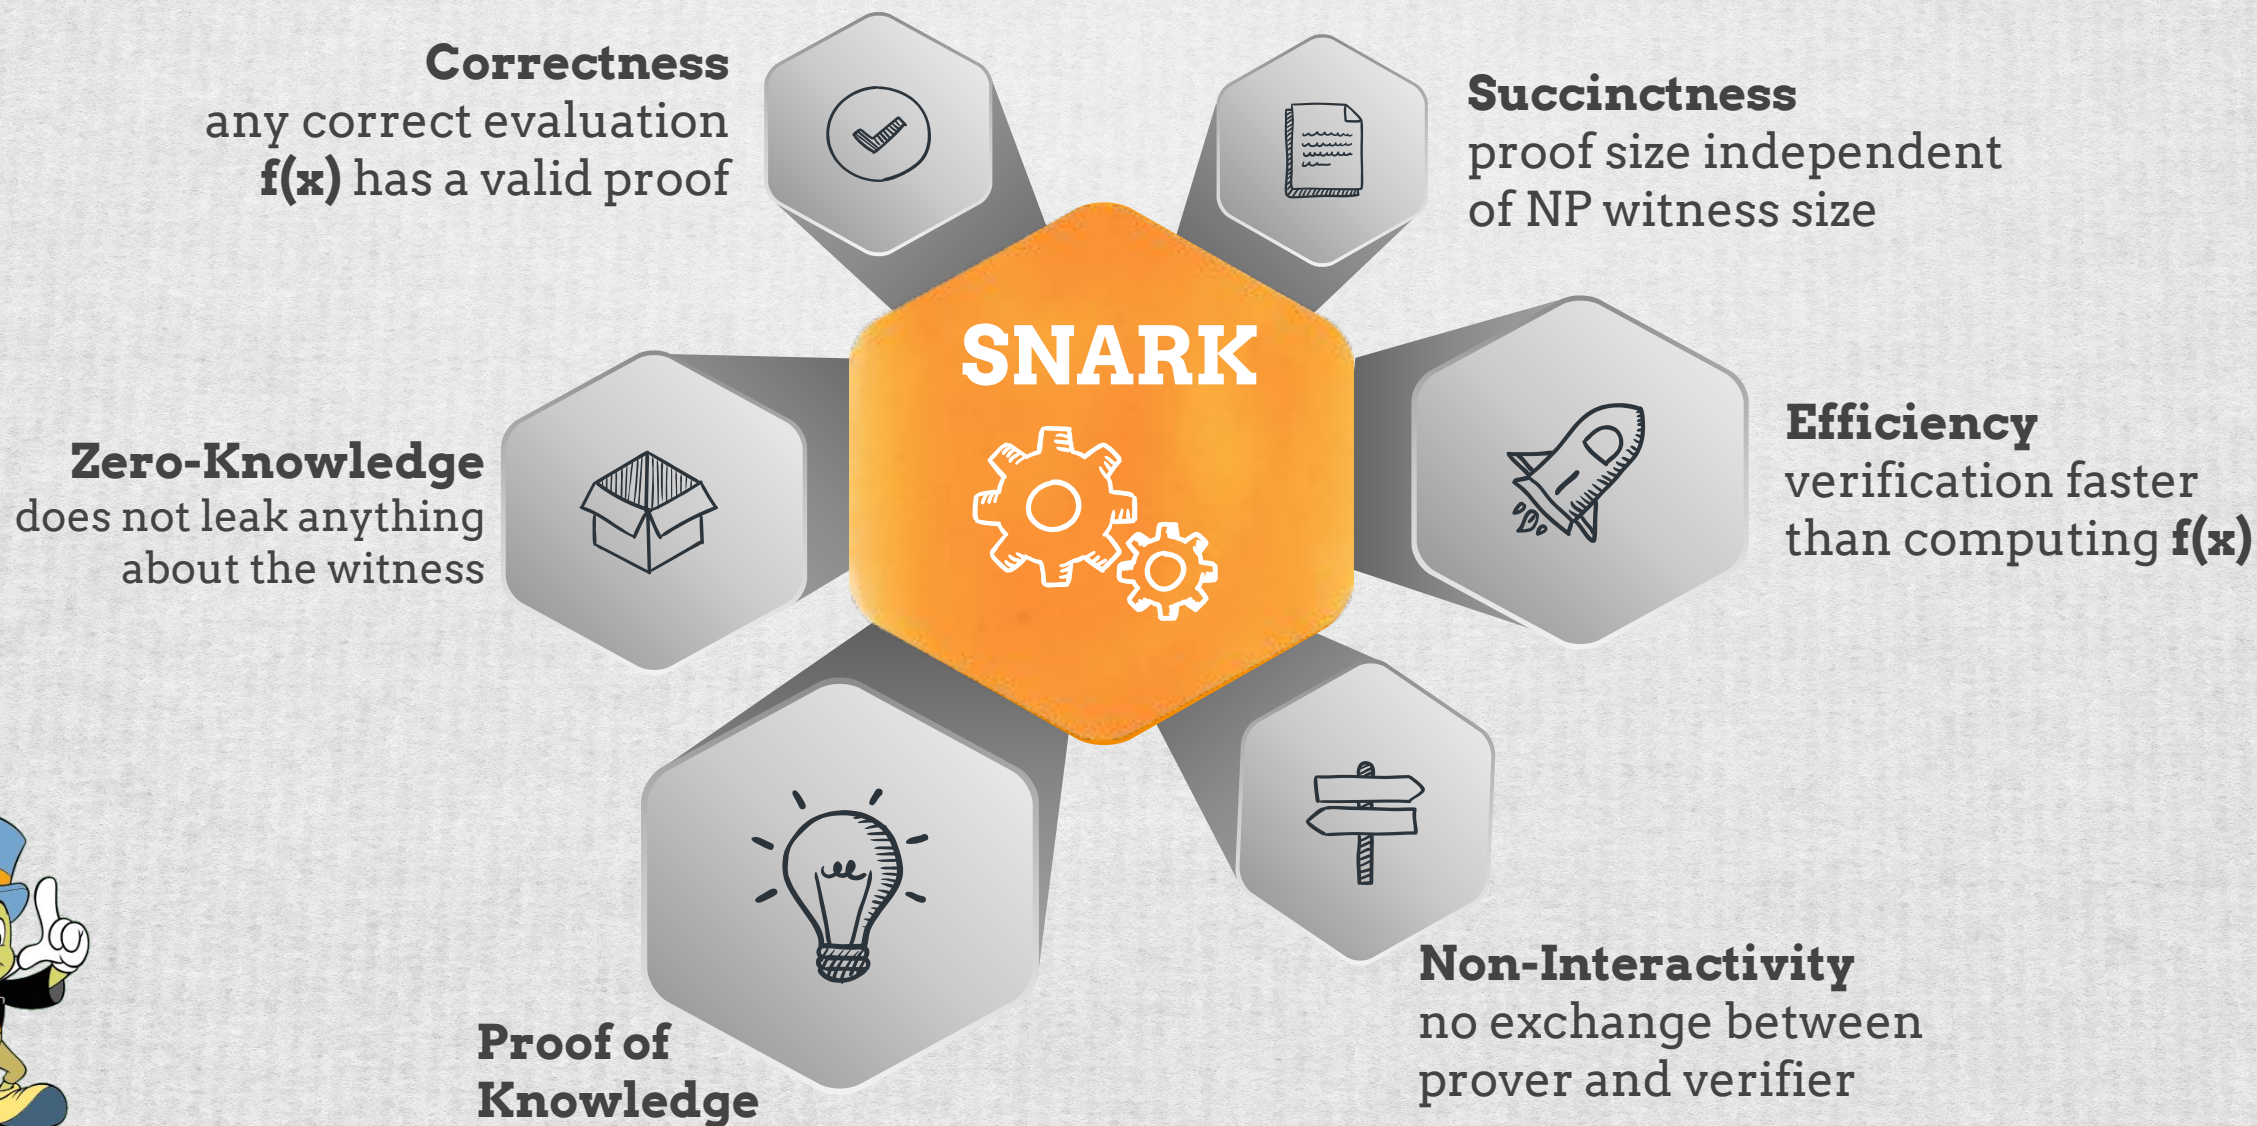 Correctness
any correct evaluation
f(x) has a valid proof
Succinctness
proof size independent
of NP witness size
SNARK
Zero-Knowledge
does not leak anything
about the witness
Efficiency
verification faster
than computing f(x)
Proof of
Knowledge
Non-Interactivity
no exchange between
prover and verifier